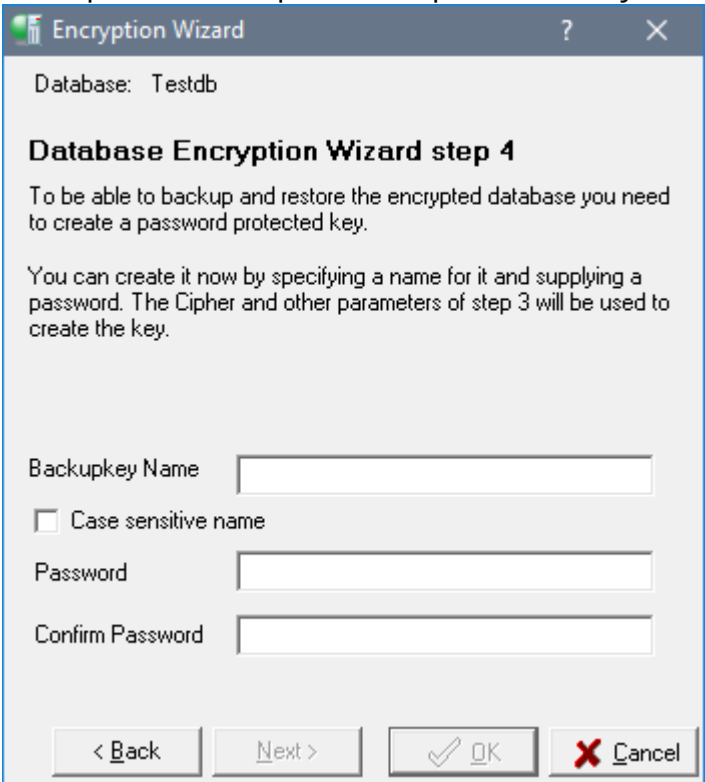 Encryption Wizard ? ×
Database: Testdb
Database Encryption Wizard step 4
To be able to backup and restore the encrypted database you need
to create a password protected key.
You can create it now by specifying a name for it and supplying a
password. The Cipher and other parameters of step 3 will be used to
create the key.
Backupkey Name
Case sensitive name
Password
Confirm Password
< Back Next > OK Cancel